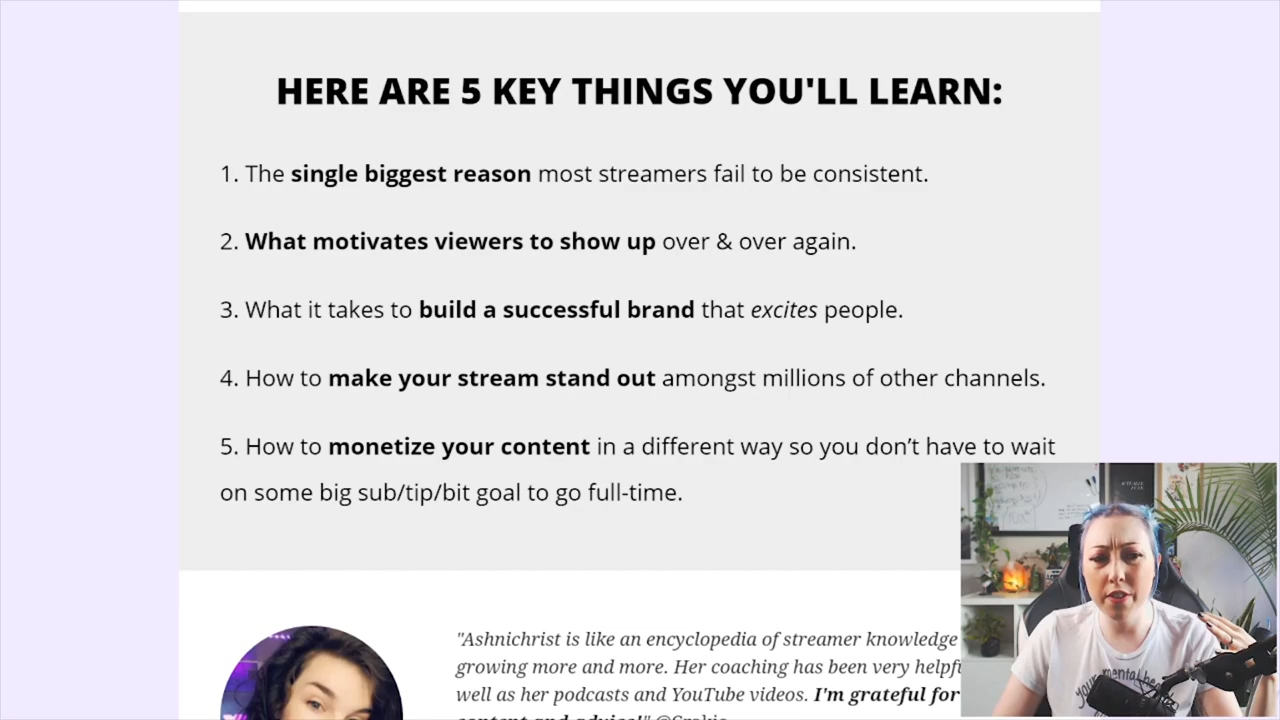 HERE ARE 5 KEY THINGS YOU'LL LEARN:
1. The single biggest reason most streamers fail to be consistent.
2. What motivates viewers to show up over & over again.
3. What it takes to build a successful brand that excites people.
4. How to make your stream stand out amongst millions of other channels.
5. How to monetize your content in a different way so you don’t have to wait
on some big sub/tip/bit goal to go full-time.
"Ashnichrist is like an encyclopedia of streamer knowledge
growing more and more. Her coaching has been very
well as her podcasts and YouTube videos. I'm grateful for
your mental